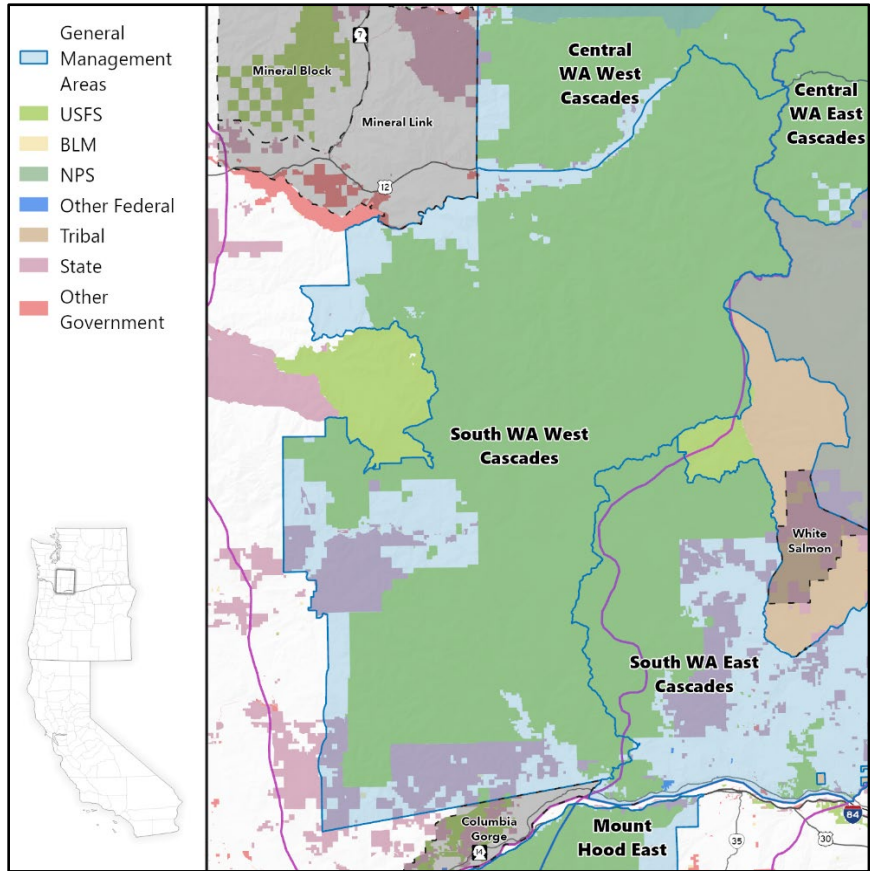 General
Management
Areas
USFS
BLM
NPS
Other Federal
Tribal
State
Other
Government
7
Mineral Block
Mineral Link
12
Central
WA West
Cascades
Central
WA East
Cascades
South WA West
Cascades
White
Salmon
South WA East
Cascades
Columbia
Gorge
14
Mount
Hood East
35
30
84